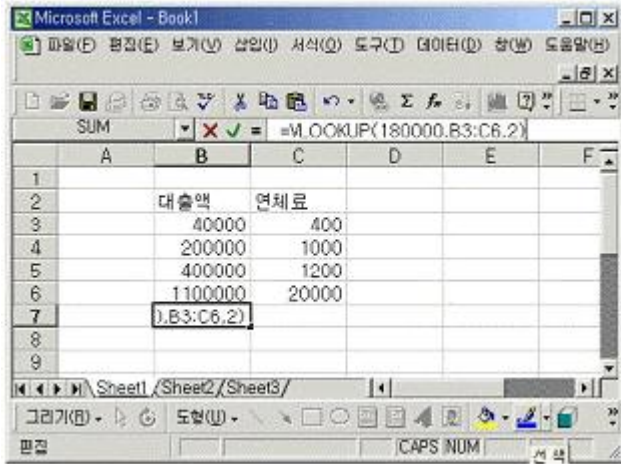 Microsoft Excel - Book1
파일(F) 편집(E) 보기(V) 삽입(I) 서식(O) 도구(T) 데이터(D) 창(W) 도움말(H)
SUM = =VLOOKUP(180000,B3:C6,2)
A B C D E F
1
2 대출액 연체료
3 40000 400
4 200000 1000
5 400000 1200
6 1100000 20000
7 ),B3:C6,2)
8
9
Sheet1 Sheet2 Sheet3
그리기(R) 도형(U)
편집 CAPS NUM 선 색